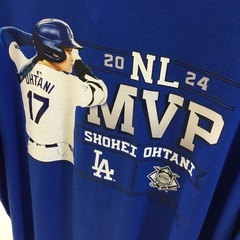 OHTANI
17
20 NL 24
MVP
SHOHEI OHTANI
LA